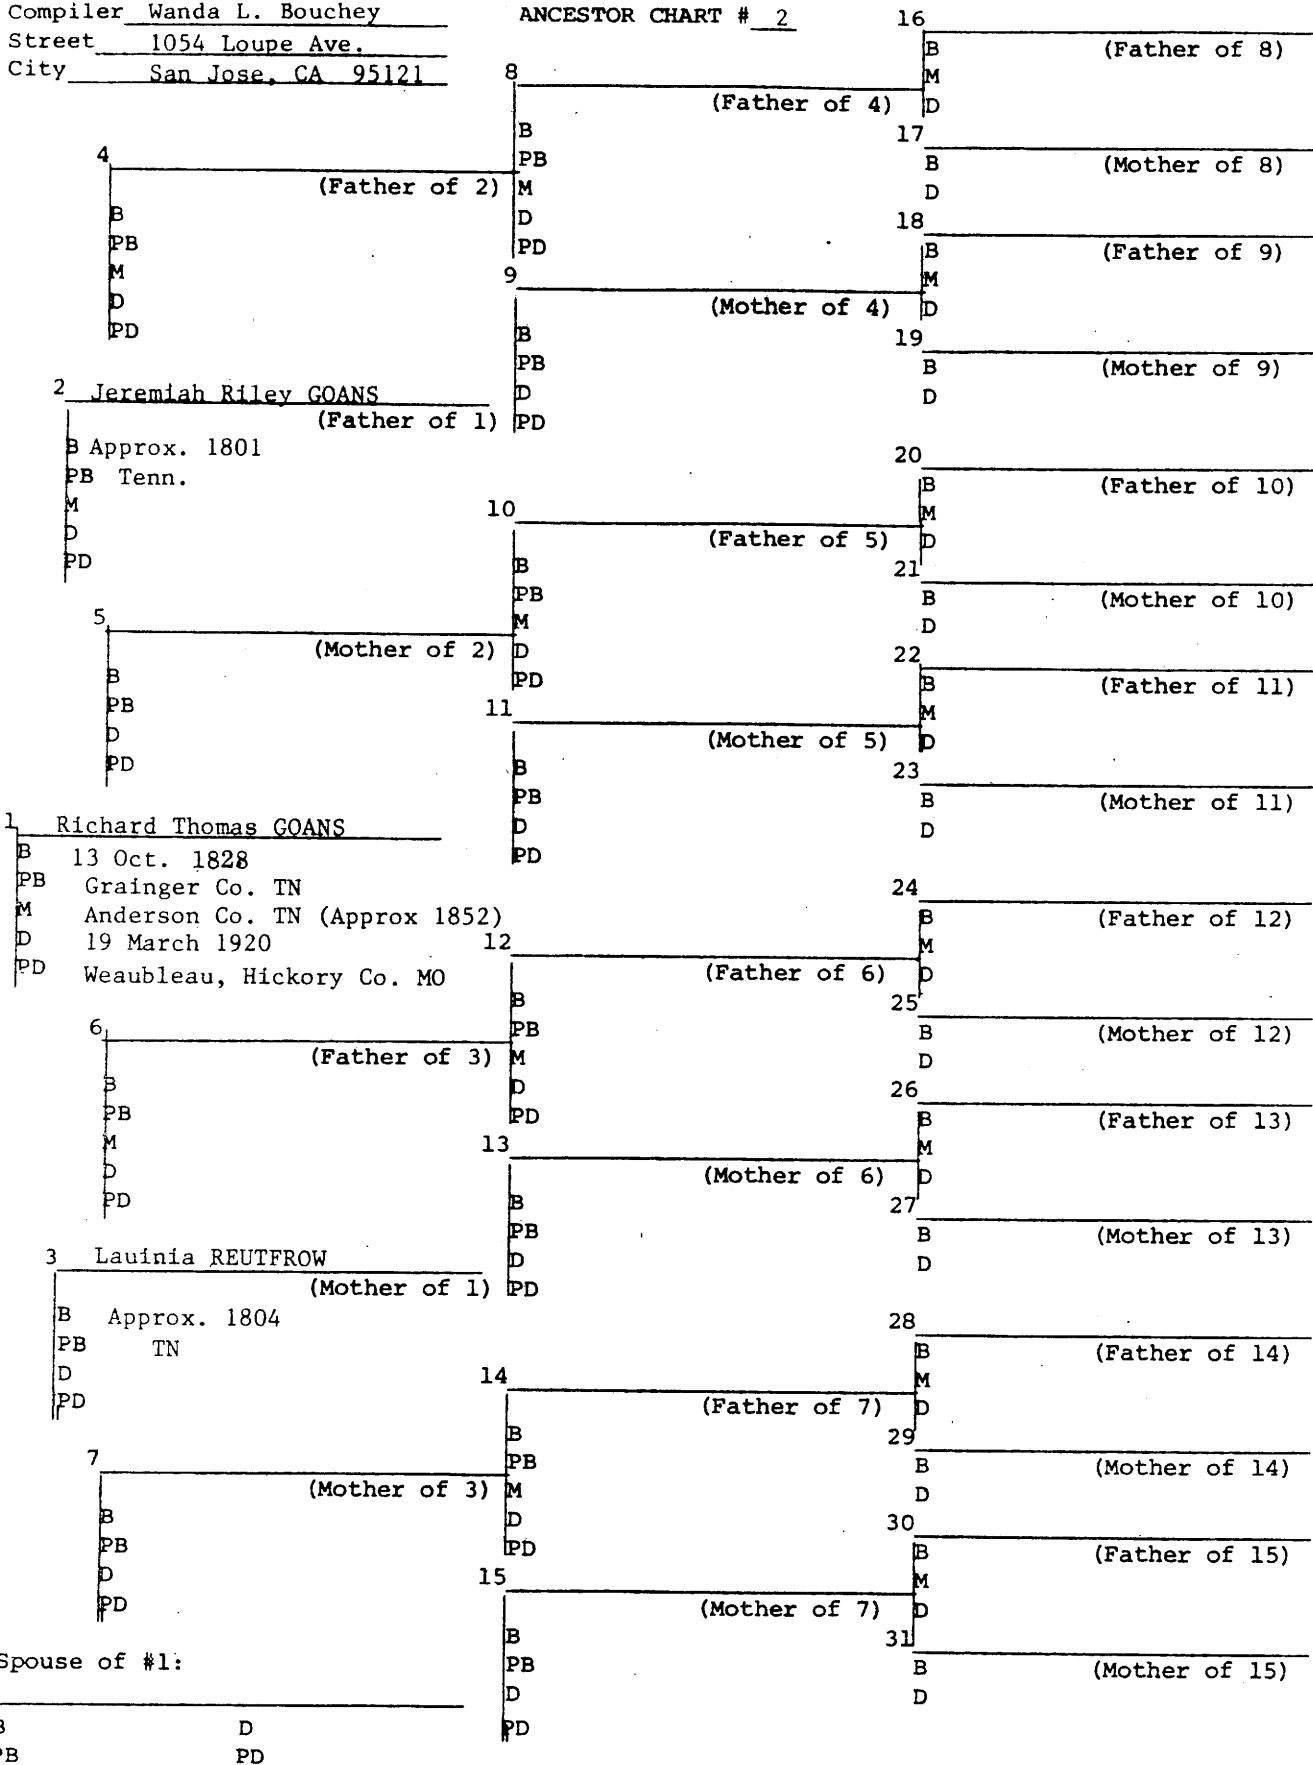 Compiler Wanda L. Bouchey
Street 1054 Loupe Ave.
City San Jose, CA 95121
ANCESTOR CHART # 2
16
(Father of 8)
B
M
D
8
(Father of 4)
B
PB
M
D
PD
17
(Mother of 8)
B
D
4
(Father of 2)
B
PB
M
D
PD
18
(Father of 9)
B
M
D
9
(Mother of 4)
B
PB
D
PD
19
(Mother of 9)
B
D
2 Jeremiah Riley GOANS
(Father of 1)
B Approx. 1801
PB Tenn.
M
D
PD
20
(Father of 10)
B
M
D
10
(Father of 5)
B
PB
M
D
PD
21
(Mother of 10)
B
D
5
(Mother of 2)
B
PB
D
PD
22
(Father of 11)
B
M
D
11
(Mother of 5)
B
PB
D
PD
23
(Mother of 11)
B
D
1 Richard Thomas GOANS
B 13 Oct. 1828
PB Grainger Co. TN
M Anderson Co. TN (Approx 1852)
D 19 March 1920
PD Weaubleau, Hickory Co. MO
24
(Father of 12)
B
M
D
12
(Father of 6)
B
PB
M
D
PD
25
(Mother of 12)
B
D
6
(Father of 3)
B
PB
M
D
PD
26
(Father of 13)
B
M
D
13
(Mother of 6)
B
PB
D
PD
27
(Mother of 13)
B
D
3 Lauinia REUTFROW
(Mother of 1)
B Approx. 1804
PB TN
D
PD
28
(Father of 14)
B
M
D
14
(Father of 7)
B
PB
M
D
PD
29
(Mother of 14)
B
D
7
(Mother of 3)
B
PB
D
PD
30
(Father of 15)
B
M
D
15
(Mother of 7)
B
PB
D
PD
31
(Mother of 15)
B
D
Spouse of #1:
B D
PB PD